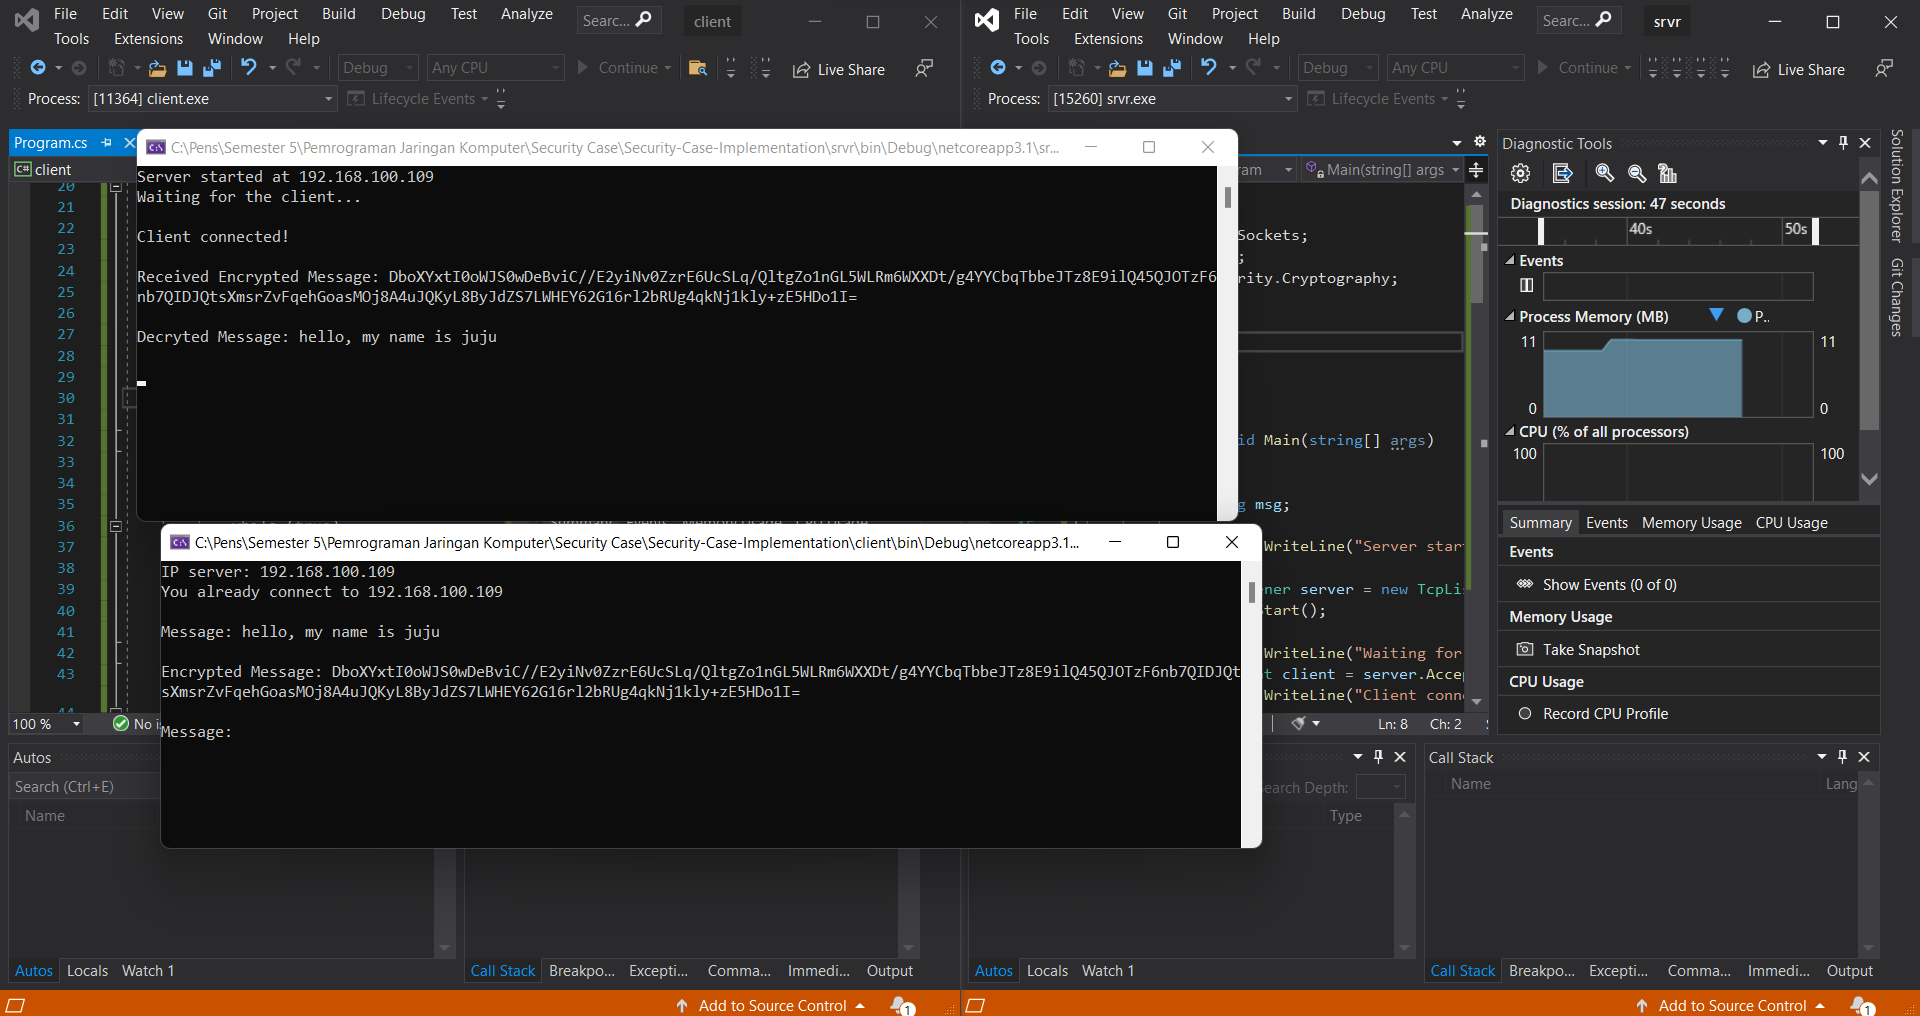 File Edit View Git Project Build Debug Test Analyze Searc... client
Tools Extensions Window Help
Debug Any CPU Continue Live Share
Process: [11364] client.exe Lifecycle Events
Program.cs
client
20
21
22
23
24
25
26
27
28
29
30
31
32
33
34
35
36
37
38
39
40
41
42
43
44
100 %
Autos
Search (Ctrl+E)
Name
Autos Locals Watch 1
Call Stack Breakpo... Excepti... Comma... Immedi... Output
Add to Source Control 1
C:\Pens\Semester 5\Pemrograman Jaringan Komputer\Security Case\Security-Case-Implementation\srvr\bin\Debug\netcoreapp3.1\sr...
Server started at 192.168.100.109
Waiting for the client...
Client connected!
Received Encrypted Message: DboXYxtI0oWJS0wDeBviC//E2yiNv0ZzrE6UcSLq/QltgZo1nGL5WLRm6WXXDt/g4YYCbqTbbeJTz8E9ilQ45QJOTzF6
nb7QIDJQtsXmsrZvFqehGoasMOj8A4uJQKyL8ByJdZS7LWHEY62G16rl2bRUg4qkNj1kly+zE5HDo1I=
Decryted Message: hello, my name is juju
C:\Pens\Semester 5\Pemrograman Jaringan Komputer\Security Case\Security-Case-Implementation\client\bin\Debug\netcoreapp3.1...
IP server: 192.168.100.109
You already connect to 192.168.100.109
Message: hello, my name is juju
Encrypted Message: DboXYxtI0oWJS0wDeBviC//E2yiNv0ZzrE6UcSLq/QltgZo1nGL5WLRm6WXXDt/g4YYCbqTbbeJTz8E9ilQ45QJOTzF6nb7QIDJQt
sXmsrZvFqehGoasMOj8A4uJQKyL8ByJdZS7LWHEY62G16rl2bRUg4qkNj1kly+zE5HDo1I=
Message:
File Edit View Git Project Build Debug Test Analyze Searc... srvr
Tools Extensions Window Help
Debug Any CPU Continue Live Share
Process: [15260] srvr.exe Lifecycle Events
Main(string[] args
Sockets;
;
rity.Cryptography;
id Main(string[] args)
g msg;
WriteLine("Server star
ener server = new TcpLi
start();
WriteLine("Waiting for
t client = server.Accep
WriteLine("Client conn
Ln: 8 Ch: 2
earch Depth:
Type
Autos Locals Watch 1
Diagnostic Tools
Diagnostics session: 47 seconds
40s 50s
Events
Process Memory (MB) P..
11 11
0 0
CPU (% of all processors)
100 100
Summary Events Memory Usage CPU Usage
Events
Show Events (0 of 0)
Memory Usage
Take Snapshot
CPU Usage
Record CPU Profile
Solution Explorer
Git Changes
Call Stack
Name Lang
Call Stack Breakpo... Excepti... Comma... Immedi... Output
Add to Source Control 1